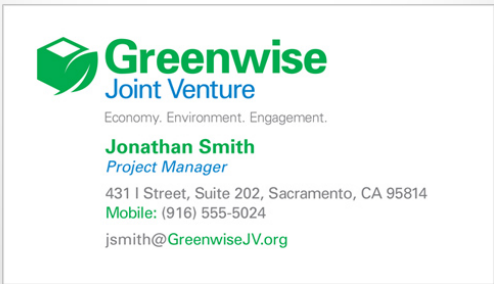 Greenwise
Joint Venture
Economy. Environment. Engagement.
Jonathan Smith
Project Manager
431 I Street, Suite 202, Sacramento, CA 95814
Mobile: (916) 555-5024
jsmith@GreenwiseJV.org